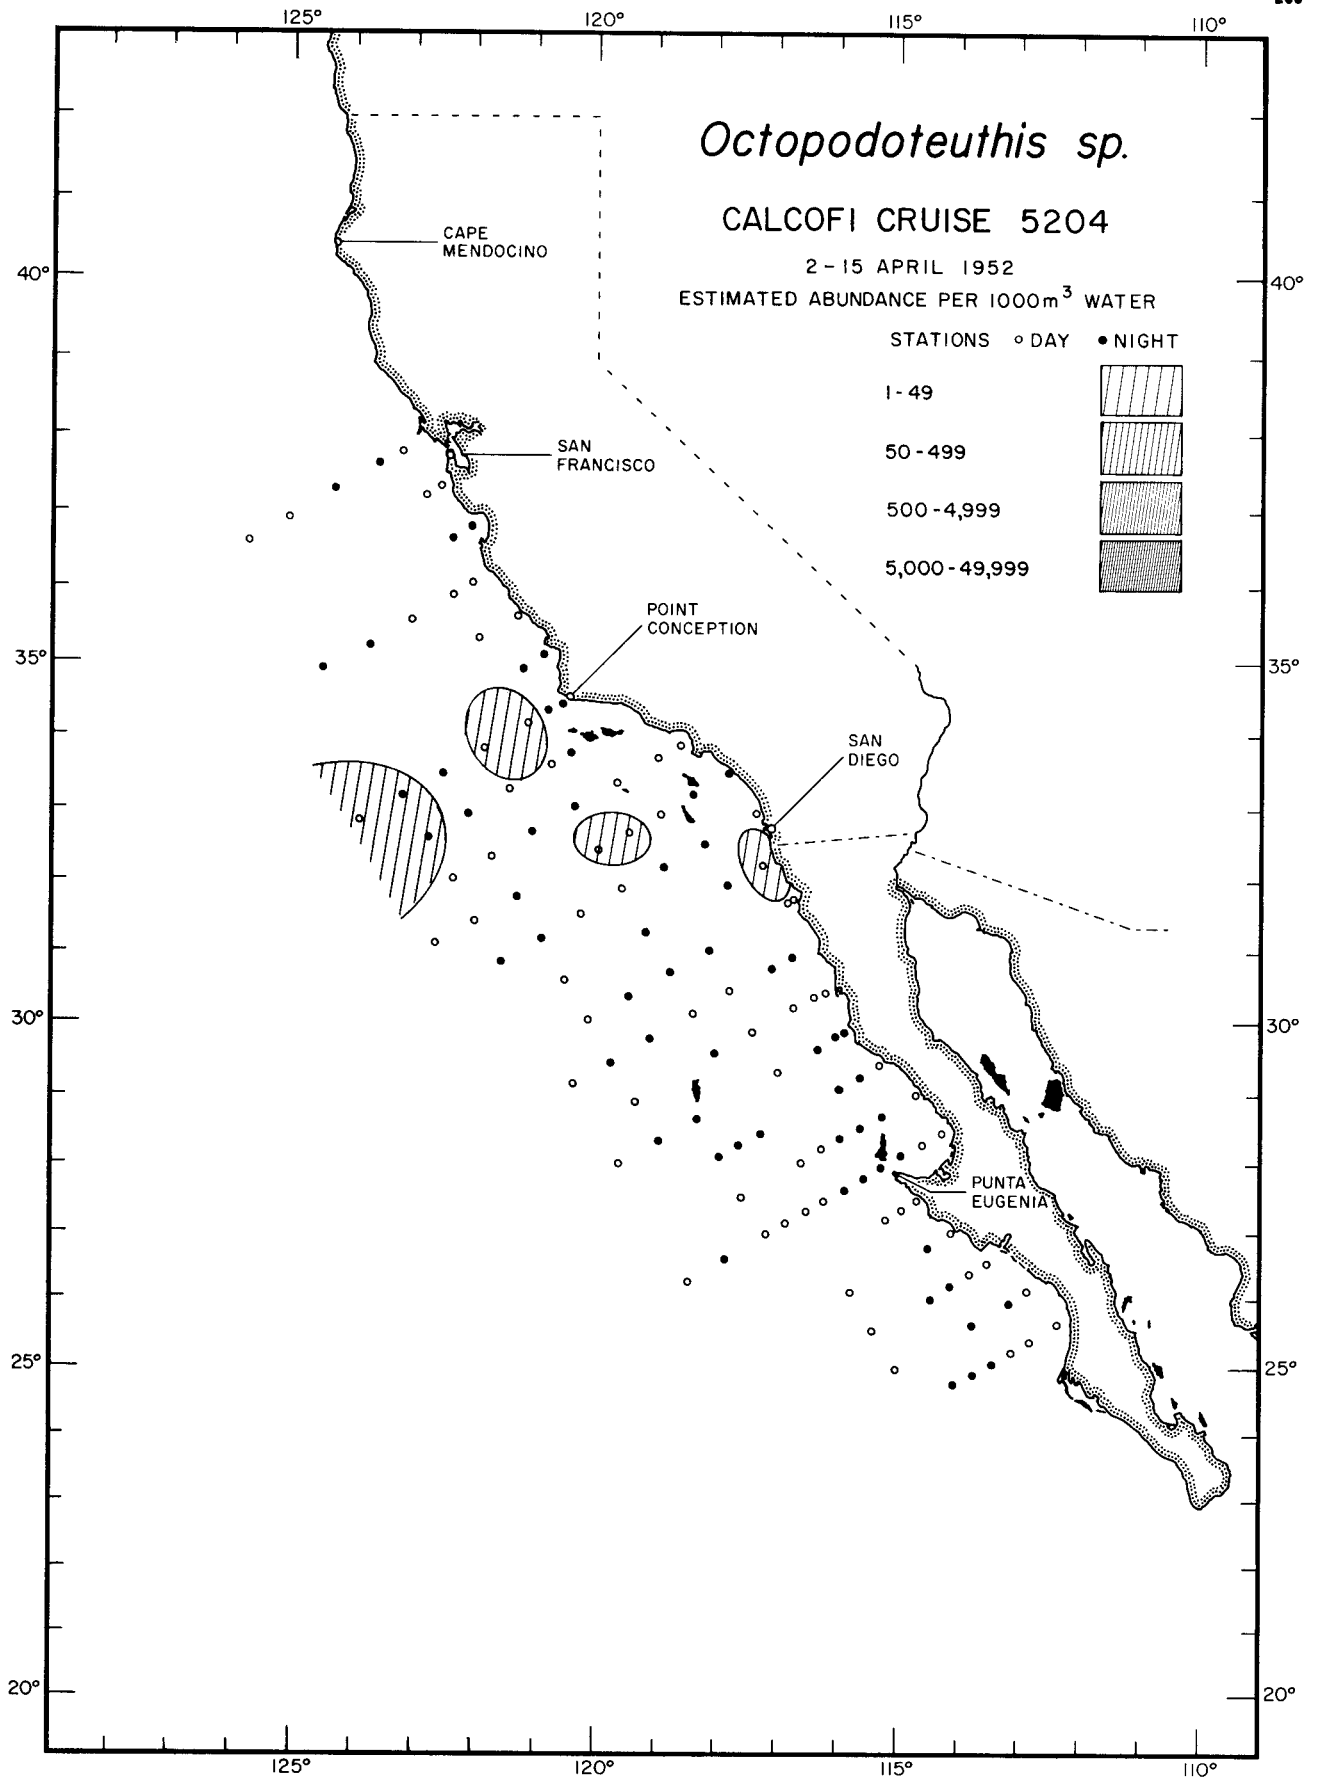 125° 120° 115° 110°
Octopodoteuthis sp.
CALCOFI CRUISE 5204
2-15 APRIL 1952
ESTIMATED ABUNDANCE PER 1000m³ WATER
STATIONS ○ DAY ● NIGHT
1-49
50-499
500-4,999
5,000-49,999
CAPE
MENDOCINO
40° 40°
SAN
FRANCISCO
POINT
CONCEPTION
35° 35°
SAN
DIEGO
30° 30°
PUNTA
EUGENIA
25° 25°
20° 20°
125° 120° 115° 110°